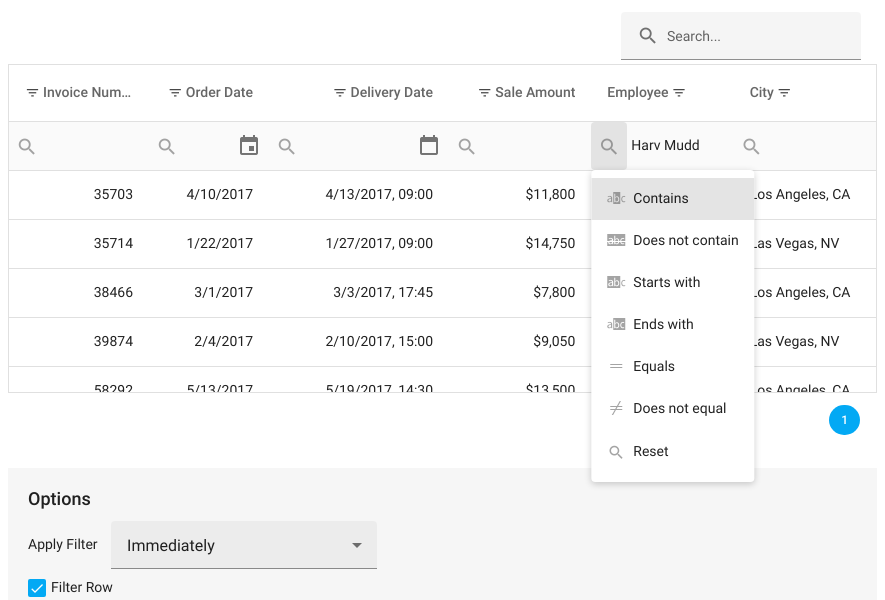 Search...
Invoice Num... Order Date Delivery Date Sale Amount Employee City
Harv Mudd
35703 4/10/2017 4/13/2017, 09:00 $11,800 Los Angeles, CA
35714 1/22/2017 1/27/2017, 09:00 $14,750 Las Vegas, NV
38466 3/1/2017 3/3/2017, 17:45 $7,800 Los Angeles, CA
39874 2/4/2017 2/10/2017, 15:00 $9,050 Las Vegas, NV
58292 5/13/2017 5/19/2017, 14:30 $13,500 Los Angeles, CA
abc Contains
abc Does not contain
abc Starts with
abc Ends with
Equals
Does not equal
Reset
1
Options
Apply Filter Immediately
Filter Row